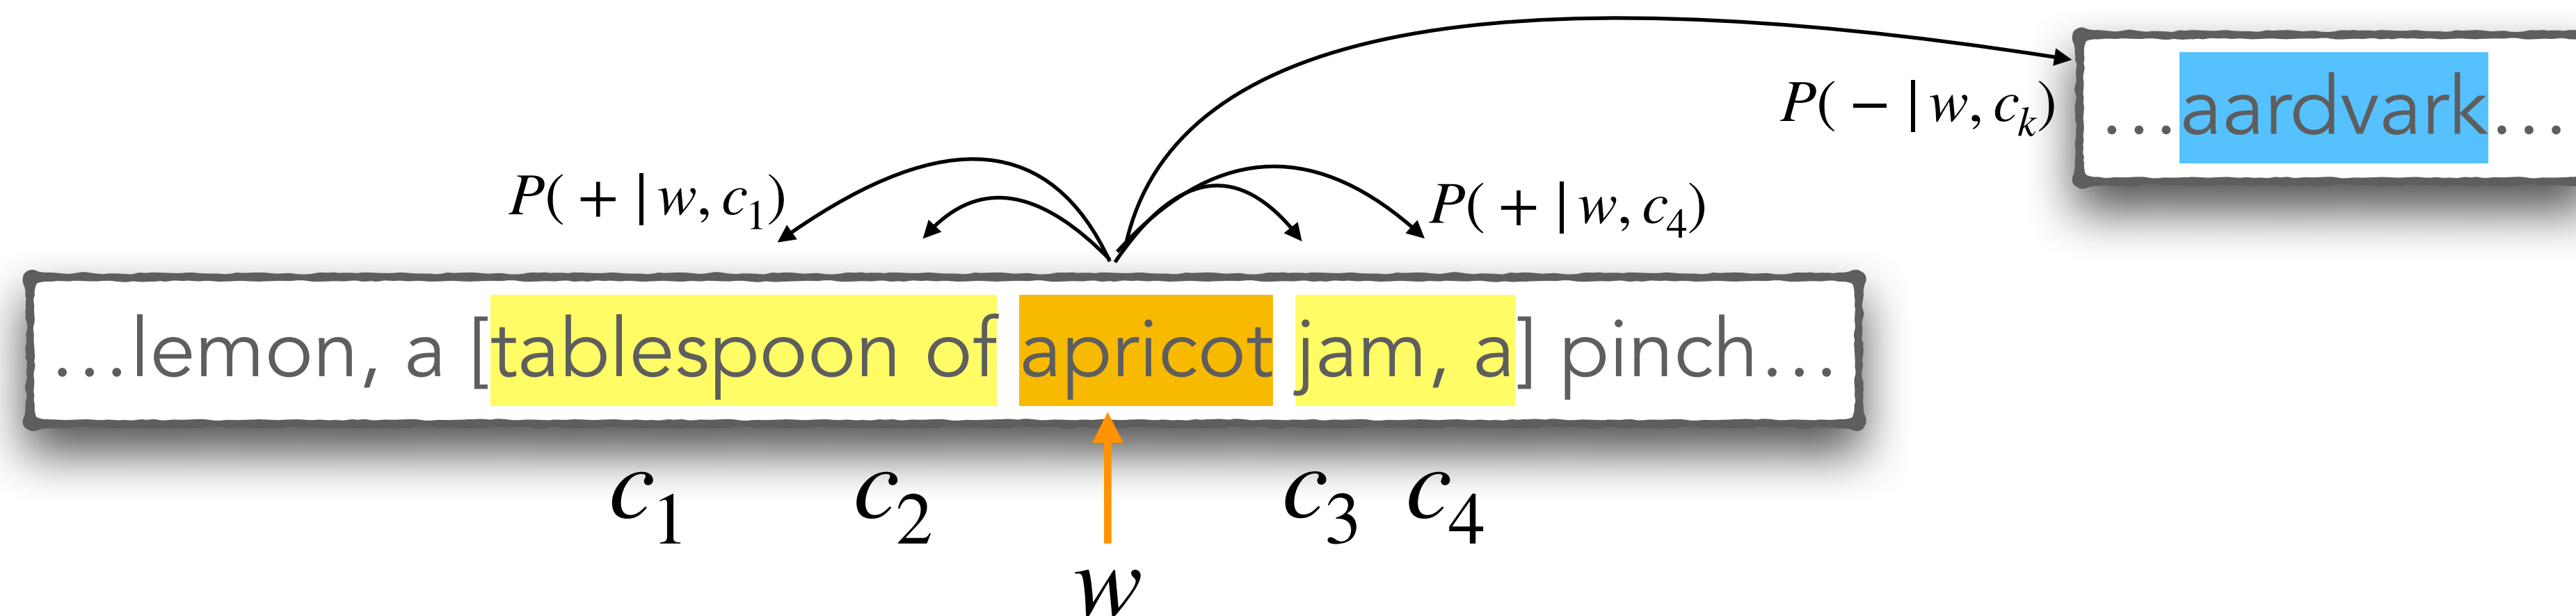 P( − | w, cₖ)
…aardvark…
P( + | w, c₁)
P( + | w, c₄)
…lemon, a [tablespoon of apricot jam, a] pinch…
c₁ c₂ c₃ c₄
w